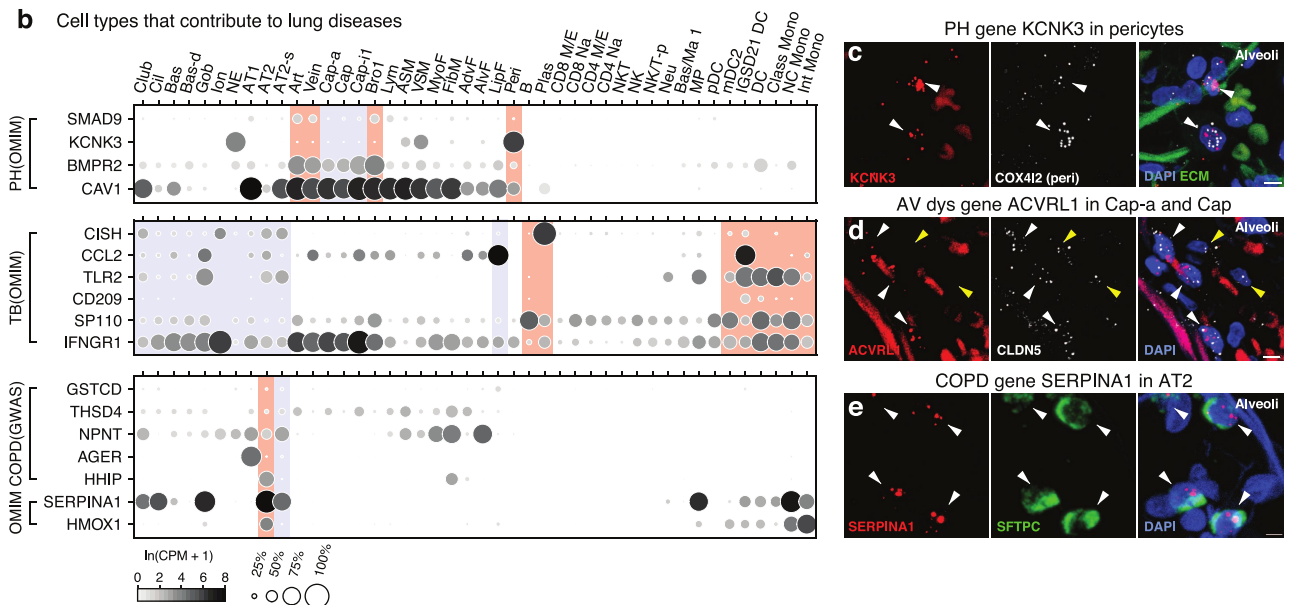 b Cell types that contribute to lung diseases
Club Cil Bas Bas-d Gob Ion NE AT1 AT2 AT2-s Art Vein Cap-a Cap Cap-i1 Bro1 Lym ASM VSM MyoF FibM AdvF AlvF LipF Peri B Plas CD8 M/E CD8 Na CD4 M/E CD4 Na NKT NK NK/T-p Neu Bas/Ma 1 MP pDC mDC2 IGSD21 DC DC Class Mono NC Mono Int Mono
PH(OMIM)
SMAD9
KCNK3
BMPR2
CAV1
TB(OMIM)
CISH
CCL2
TLR2
CD209
SP110
IFNGR1
OMIM COPD(GWAS)
GSTCD
THSD4
NPNT
AGER
HHIP
SERPINA1
HMOX1
ln(CPM + 1)
0 2 4 6 8
25% 50% 75% 100%
PH gene KCNK3 in pericytes
c
Alveoli
KCNK3
COX4I2 (peri)
DAPI ECM
AV dys gene ACVRL1 in Cap-a and Cap
d
Alveoli
ACVRL1
CLDN5
DAPI
COPD gene SERPINA1 in AT2
e
Alveoli
SERPINA1
SFTPC
DAPI